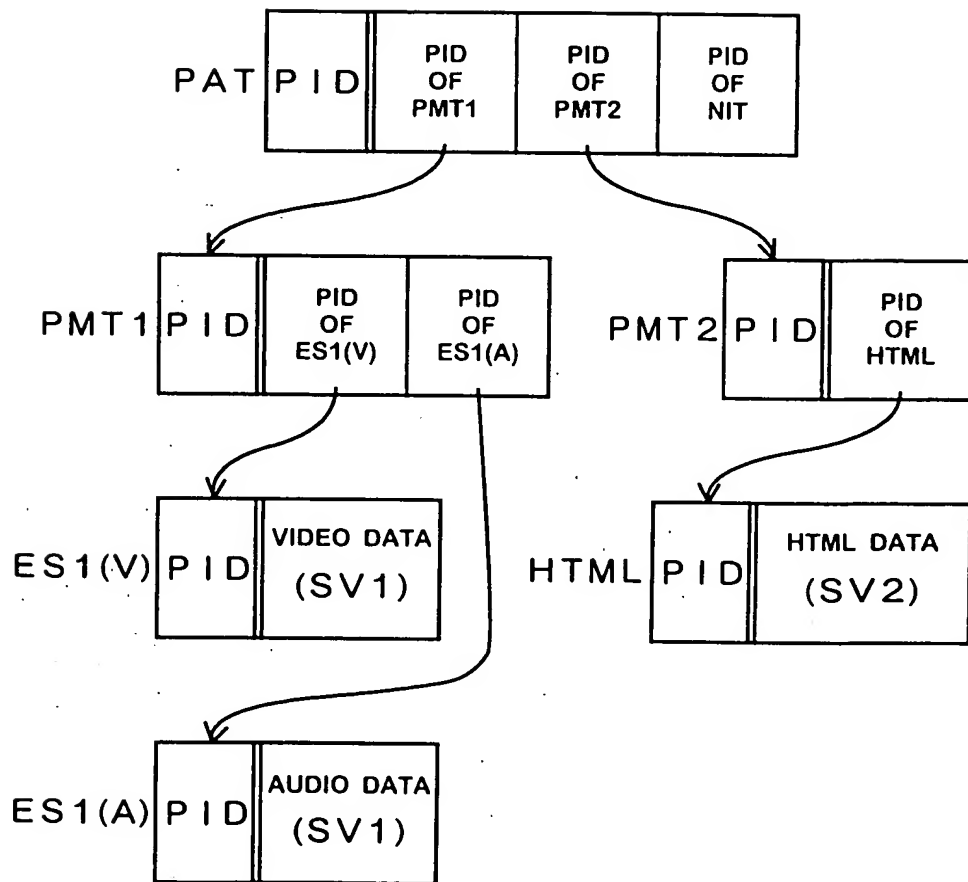 PAT
PID
PID
OF
PMT1
PID
OF
PMT2
PID
OF
NIT
PMT1
PID
PID
OF
ES1(V)
PID
OF
ES1(A)
PMT2
PID
PID
OF
HTML
ES1(V)
PID
VIDEO DATA
(SV1)
HTML
PID
HTML DATA
(SV2)
ES1(A)
PID
AUDIO DATA
(SV1)